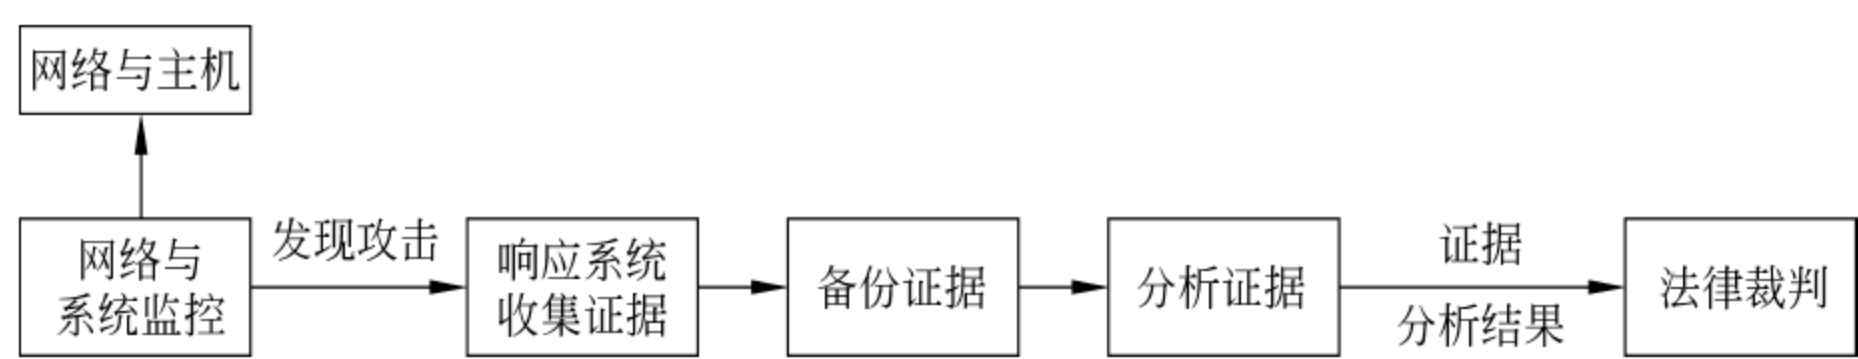 网络与主机
网络与
系统监控
发现攻击
响应系统
收集证据
备份证据
分析证据
证据
分析结果
法律裁判